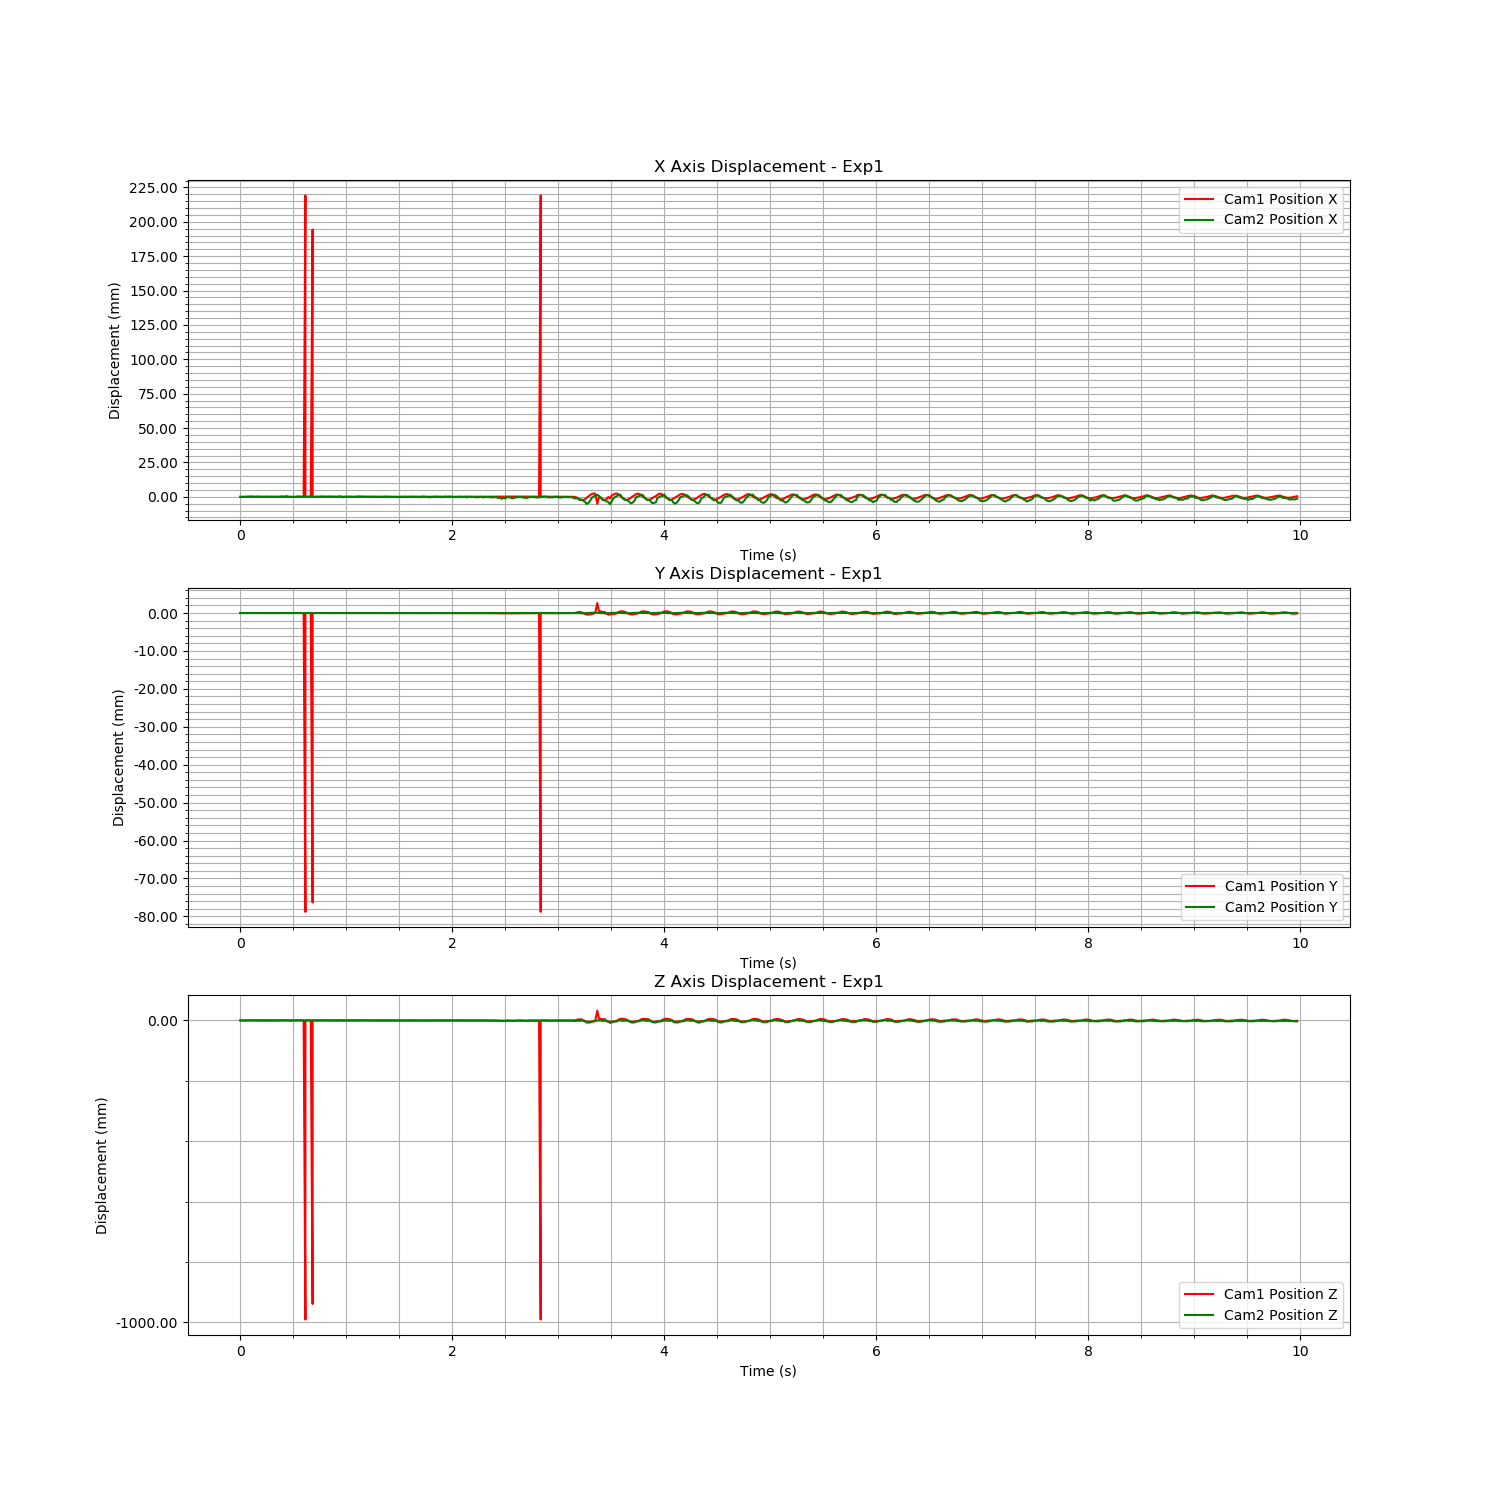 X Axis Displacement - Exp1
225.00
200.00
175.00
150.00
125.00
100.00
75.00
50.00
25.00
0.00
Displacement (mm)
Cam1 Position X
Cam2 Position X
0 2 4 6 8 10
Time (s)
Y Axis Displacement - Exp1
0.00
-10.00
-20.00
-30.00
-40.00
-50.00
-60.00
-70.00
-80.00
Displacement (mm)
Cam1 Position Y
Cam2 Position Y
0 2 4 6 8 10
Time (s)
Z Axis Displacement - Exp1
0.00
-1000.00
Displacement (mm)
Cam1 Position Z
Cam2 Position Z
0 2 4 6 8 10
Time (s)